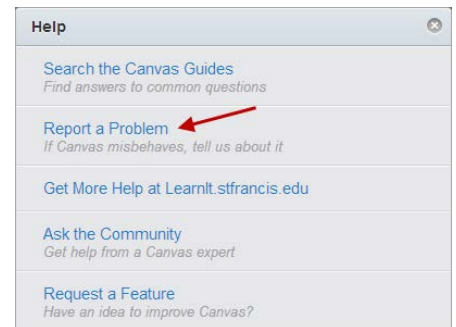 Help
Search the Canvas Guides
Find answers to common questions
Report a Problem
If Canvas misbehaves, tell us about it
Get More Help at LearnIt.stfrancis.edu
Ask the Community
Get help from a Canvas expert
Request a Feature
Have an idea to improve Canvas?